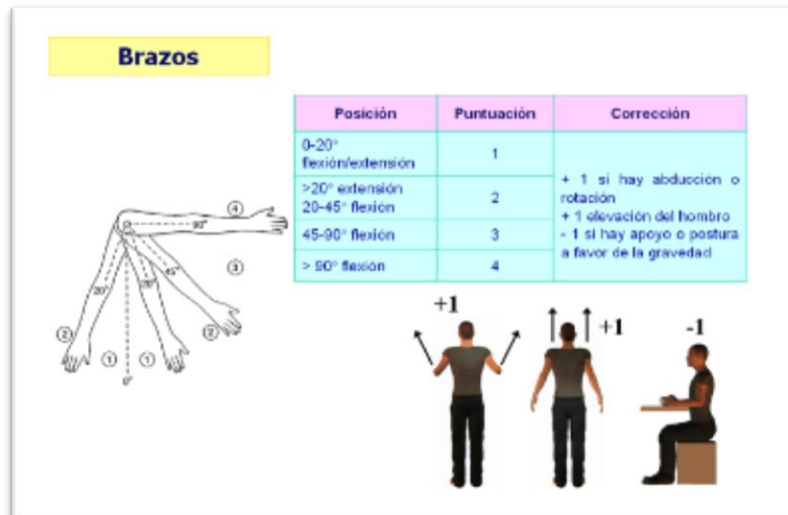 Brazos
Posición Puntuación Corrección
0-20°
flexión/extensión
1
>20° extensión
20-45° flexión
2
45-90° flexión
3
> 90° flexión
4
+ 1 si hay abducción o
rotación
+ 1 elevación del hombro
- 1 si hay apoyo o postura
a favor de la gravedad
4
90°
3
45°
20°
20°
2
2
1
1
0°
+1
+1
-1